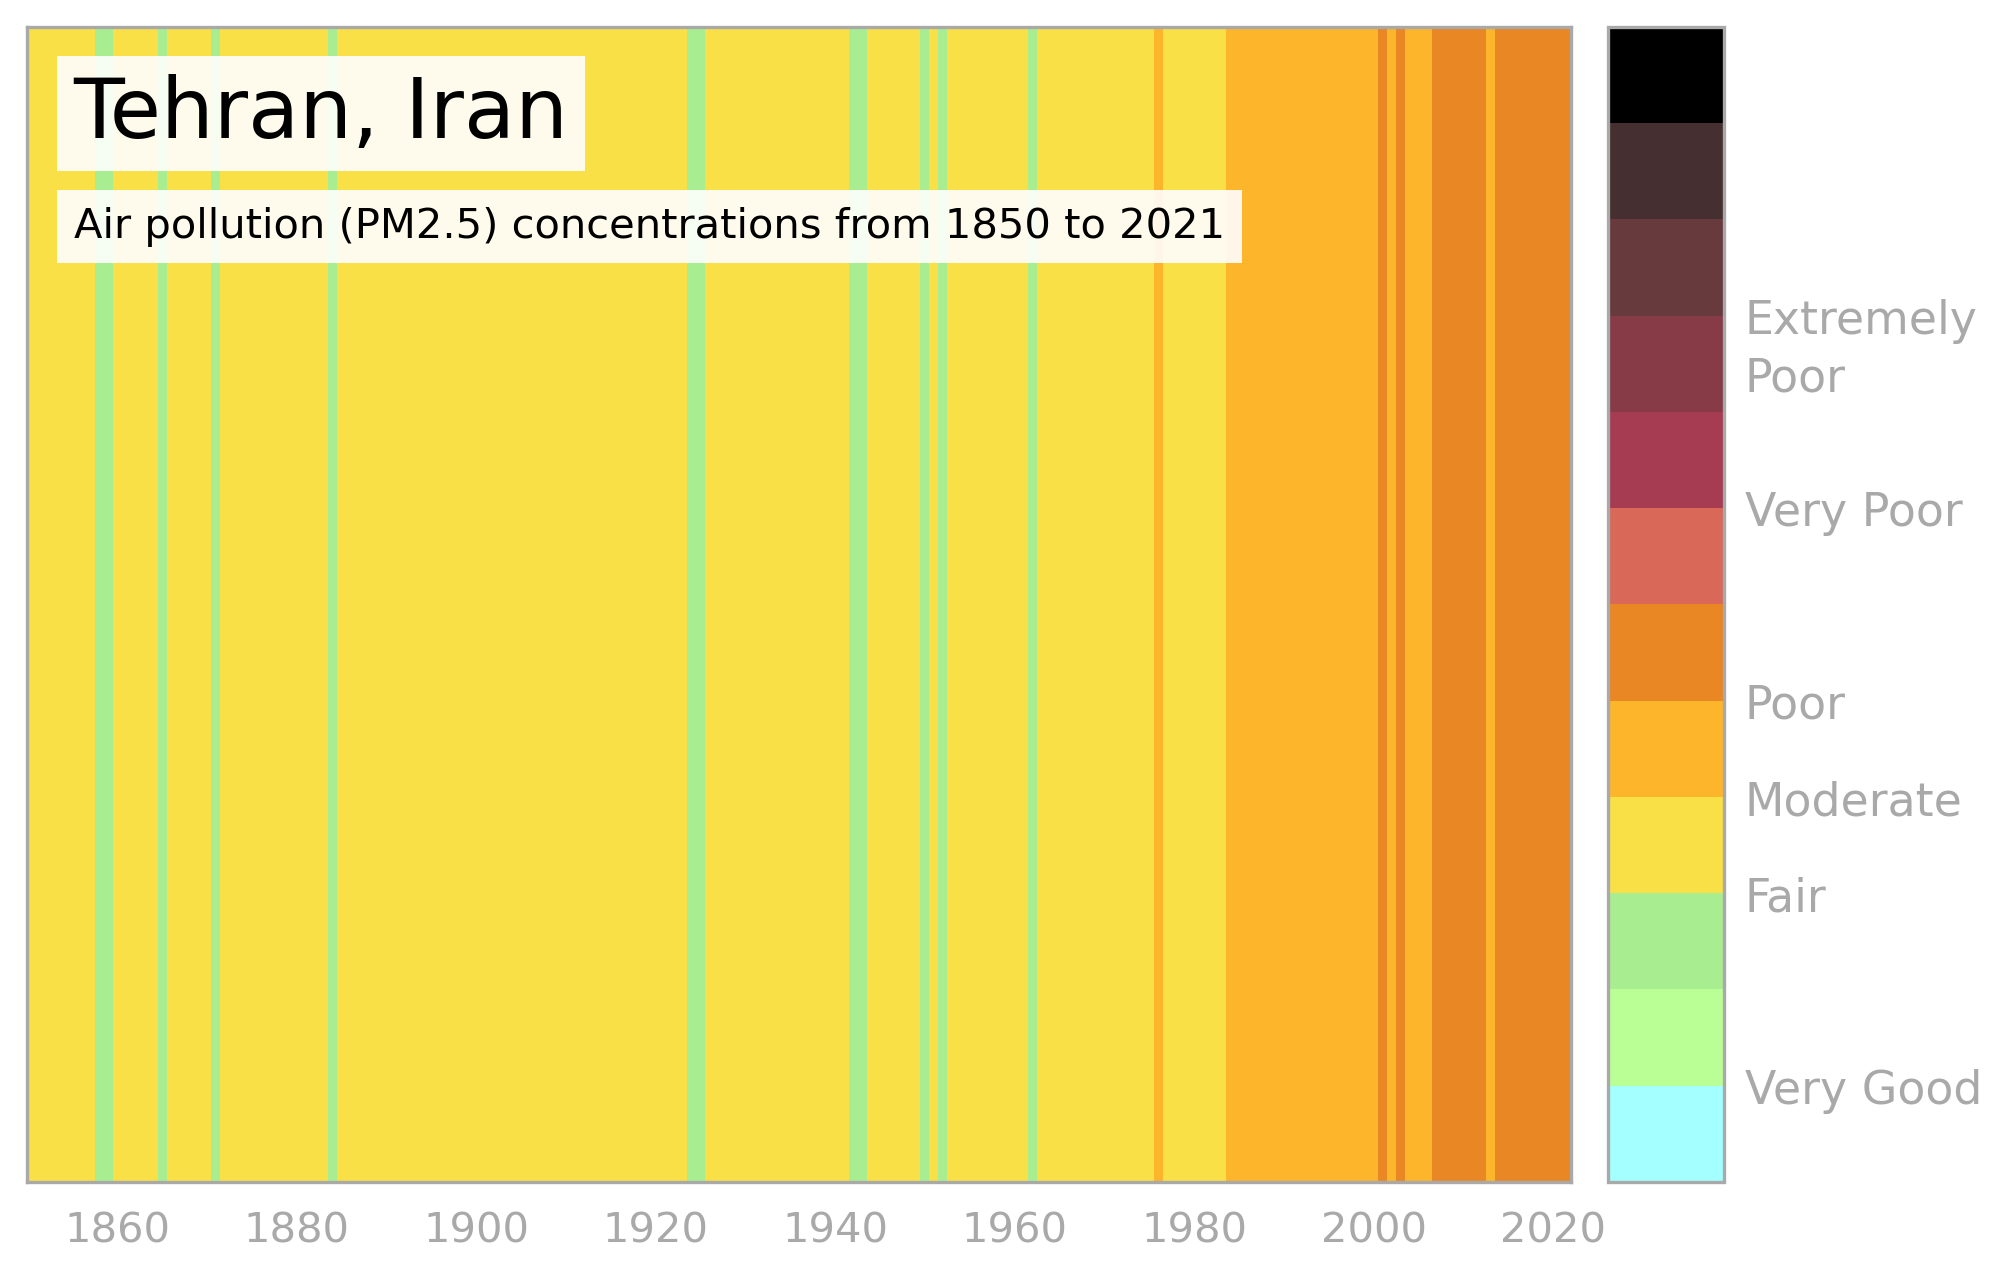 Tehran, Iran
Air pollution (PM2.5) concentrations from 1850 to 2021
Extremely
Poor
Very Poor
Poor
Moderate
Fair
Very Good
1860 1880 1900 1920 1940 1960 1980 2000 2020